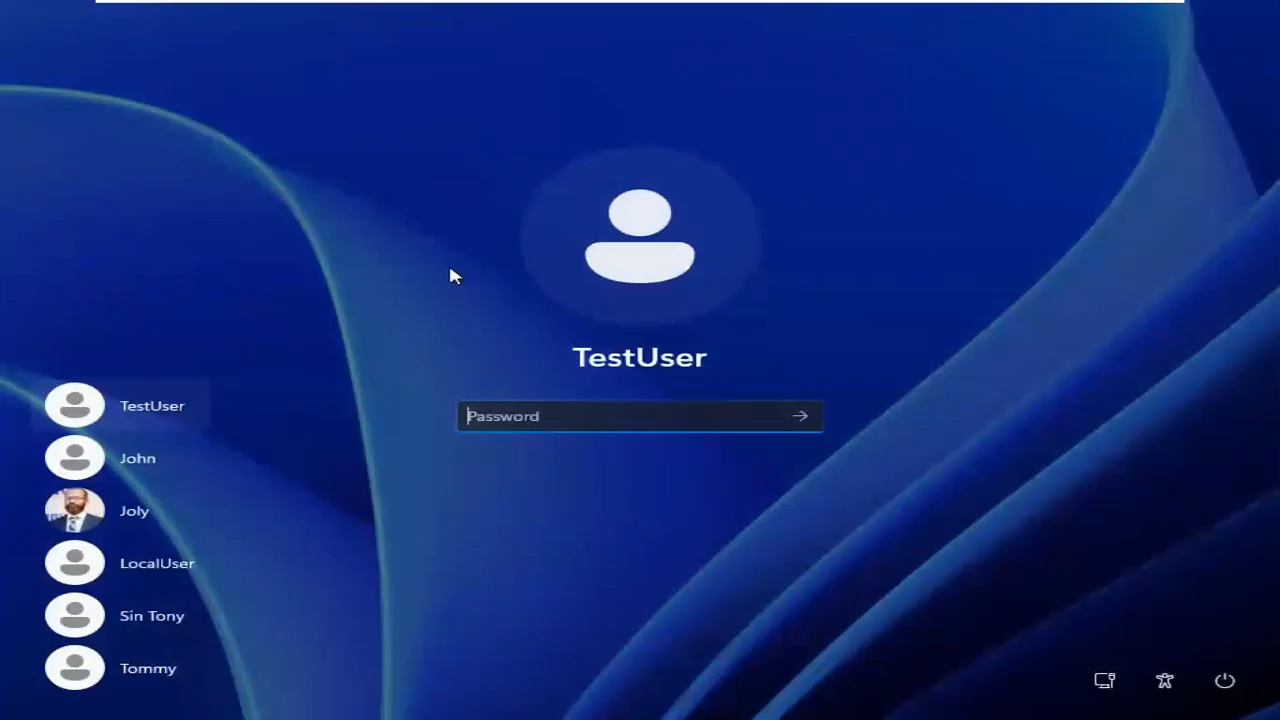 TestUser
Password
TestUser
John
Joly
LocalUser
Sin Tony
Tommy